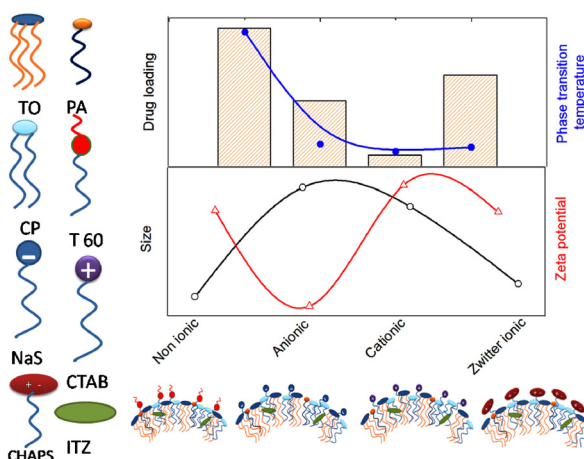 TO PA
CP T 60
−
+
NaS CTAB
+ -
CHAPS ITZ
Drug loading
Phase transition
temperature
Size
Zeta potential
Non ionic
Anionic
Cationic
Zwitter ionic